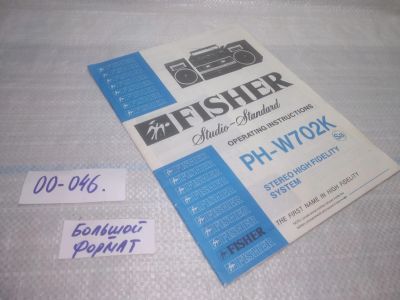 FISHER
Studio-Standard
OPERATING INSTRUCTIONS
PH-W702K
STEREO HIGH FIDELITY
SYSTEM
THE FIRST NAME IN HIGH FIDELITY
FISHER
00-046.
БОЛЬШОЙ
ФОРМАТ